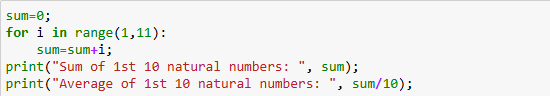 sum=0;
for i in range(1,11):
    sum=sum+i;
print("Sum of 1st 10 natural numbers: ", sum);
print("Average of 1st 10 natural numbers: ", sum/10);